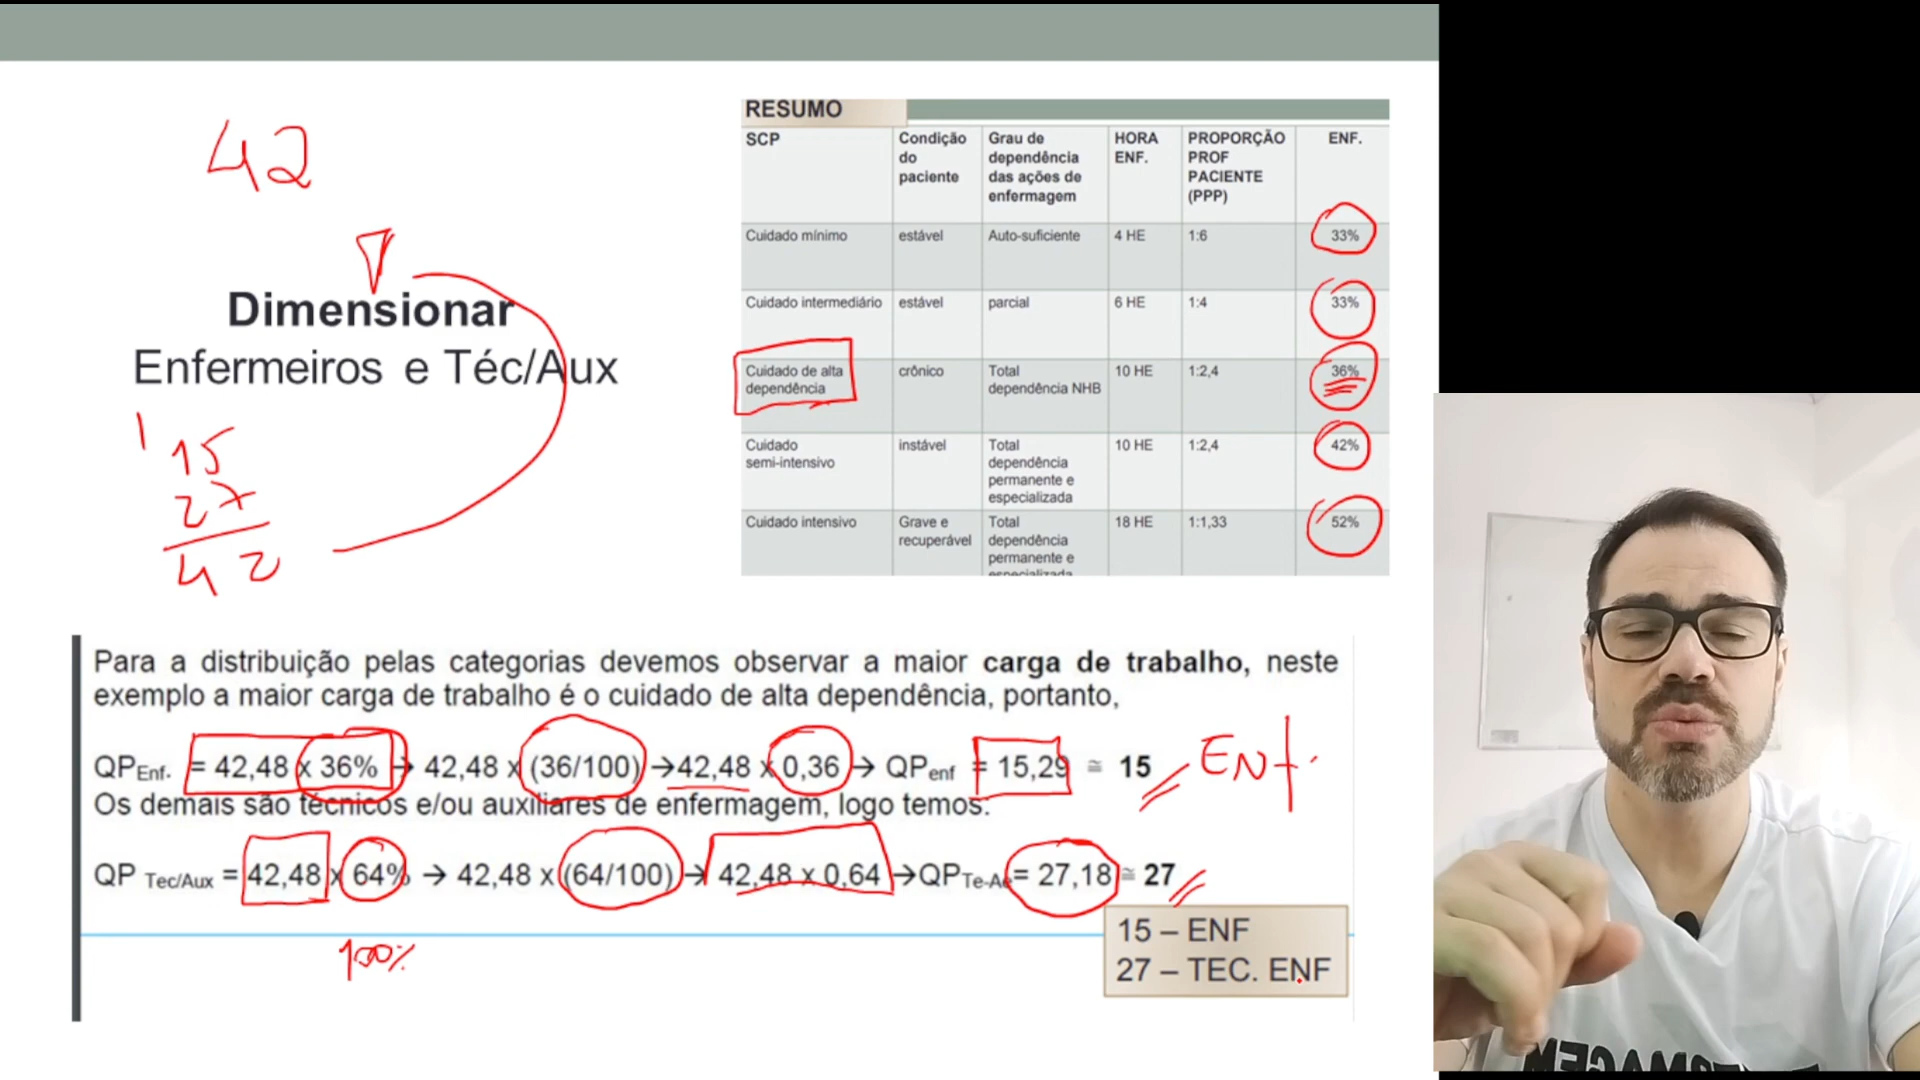 42
Dimensionar
Enfermeiros e Téc/Aux
1
15
27
42
RESUMO
SCP
Condição do paciente
Grau de dependência das ações de enfermagem
HORA ENF.
PROPORÇÃO PROF PACIENTE (PPP)
ENF.
Cuidado mínimo estável Auto-suficiente 4 HE 1:6 33%
Cuidado intermediário estável parcial 6 HE 1:4 33%
Cuidado de alta dependência crônico Total dependência NHB 10 HE 1:2,4 36%
Cuidado semi-intensivo instável Total dependência permanente e especializada 10 HE 1:2,4 42%
Cuidado intensivo Grave e recuperável Total dependência permanente e especializada 18 HE 1:1,33 52%
Para a distribuição pelas categorias devemos observar a maior carga de trabalho, neste
exemplo a maior carga de trabalho é o cuidado de alta dependência, portanto,
QPEnf. = 42,48 x 36% → 42,48 x (36/100) →42,48 x 0,36 → QPenf = 15,29 ≅ 15
ENf.
Os demais são técnicos e/ou auxiliares de enfermagem, logo temos:
QP Tec/Aux = 42,48 x 64% → 42,48 x (64/100) → 42,48 x 0,64 →QPTe-Ae= 27,18 ≅ 27
100%
15 – ENF
27 – TEC. ENF